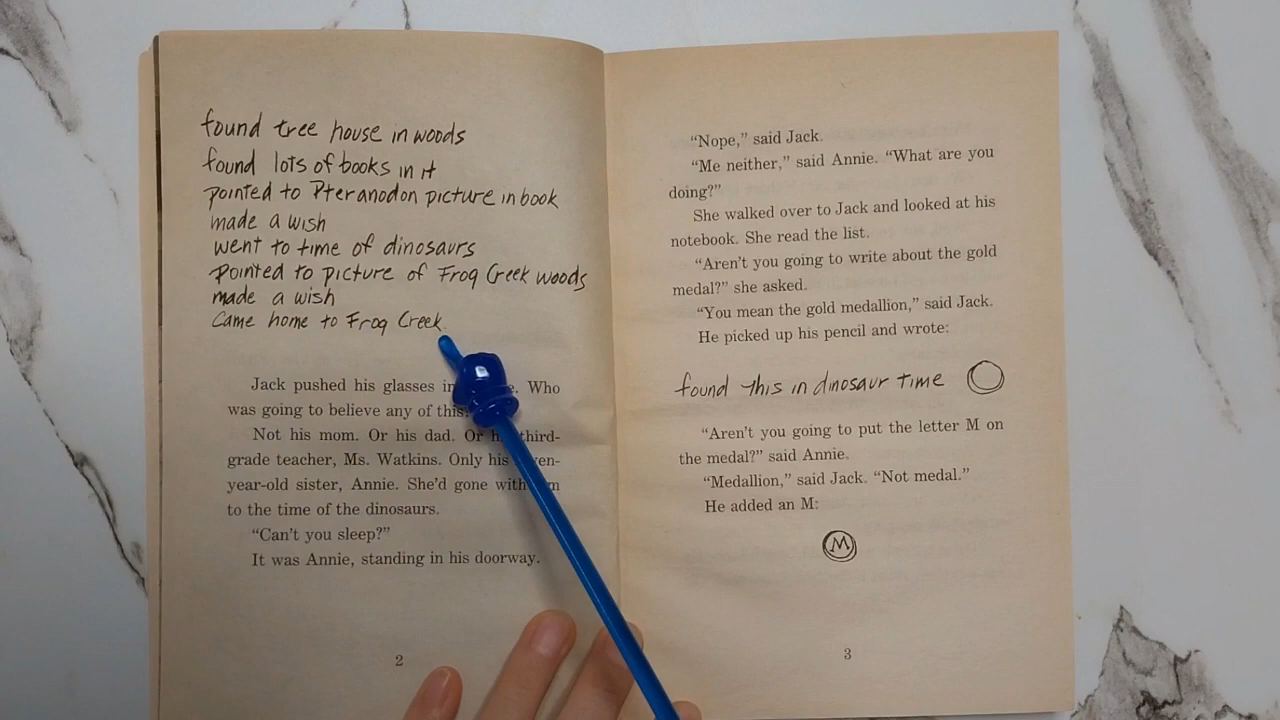 found tree house in woods
found lots of books in it
pointed to Pteranodon picture in book
made a wish
went to time of dinosaurs
pointed to picture of Frog Creek woods
made a wish
came home to Frog Creek
Jack pushed his glasses in Who
was going to believe any of this?
Not his mom. Or his dad. Or his third-
grade teacher, Ms. Watkins. Only his seven-
year-old sister, Annie. She'd gone with him
to the time of the dinosaurs.
"Can't you sleep?"
It was Annie, standing in his doorway.
2
"Nope," said Jack.
"Me neither," said Annie. "What are you
doing?"
She walked over to Jack and looked at his
notebook. She read the list.
"Aren't you going to write about the gold
medal?" she asked.
"You mean the gold medallion," said Jack.
He picked up his pencil and wrote:
found this in dinosaur time
"Aren't you going to put the letter M on
the medal?" said Annie.
"Medallion," said Jack. "Not medal."
He added an M:
M
3